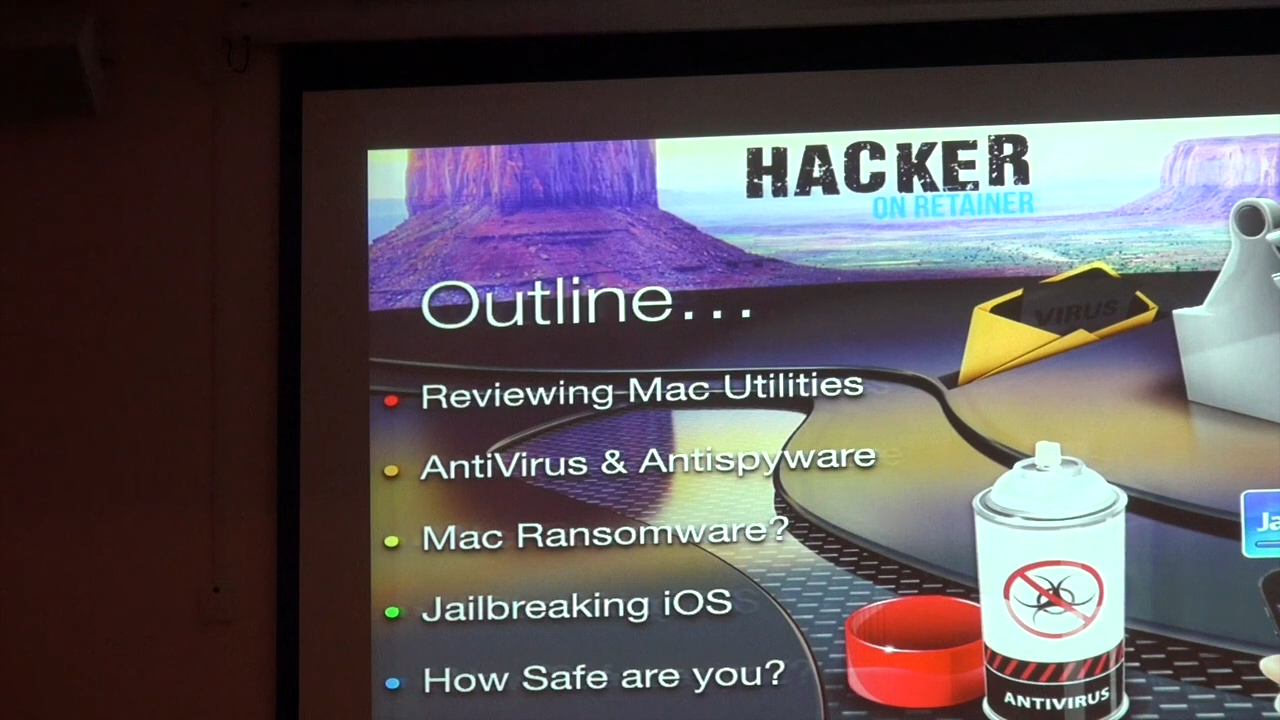 HACKER
ON RETAINER
Outline...
VIRUS
Reviewing Mac Utilities
AntiVirus & Antispyware
Mac Ransomware?
Ja
Jailbreaking iOS
How Safe are you?
ANTIVIRUS